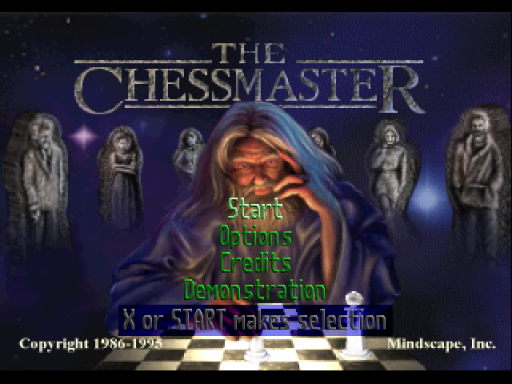 THE
CHESSMASTER
Start
Options
Credits
Demonstration
X or START makes selection
Copyright 1986-1995 Mindscape, Inc.